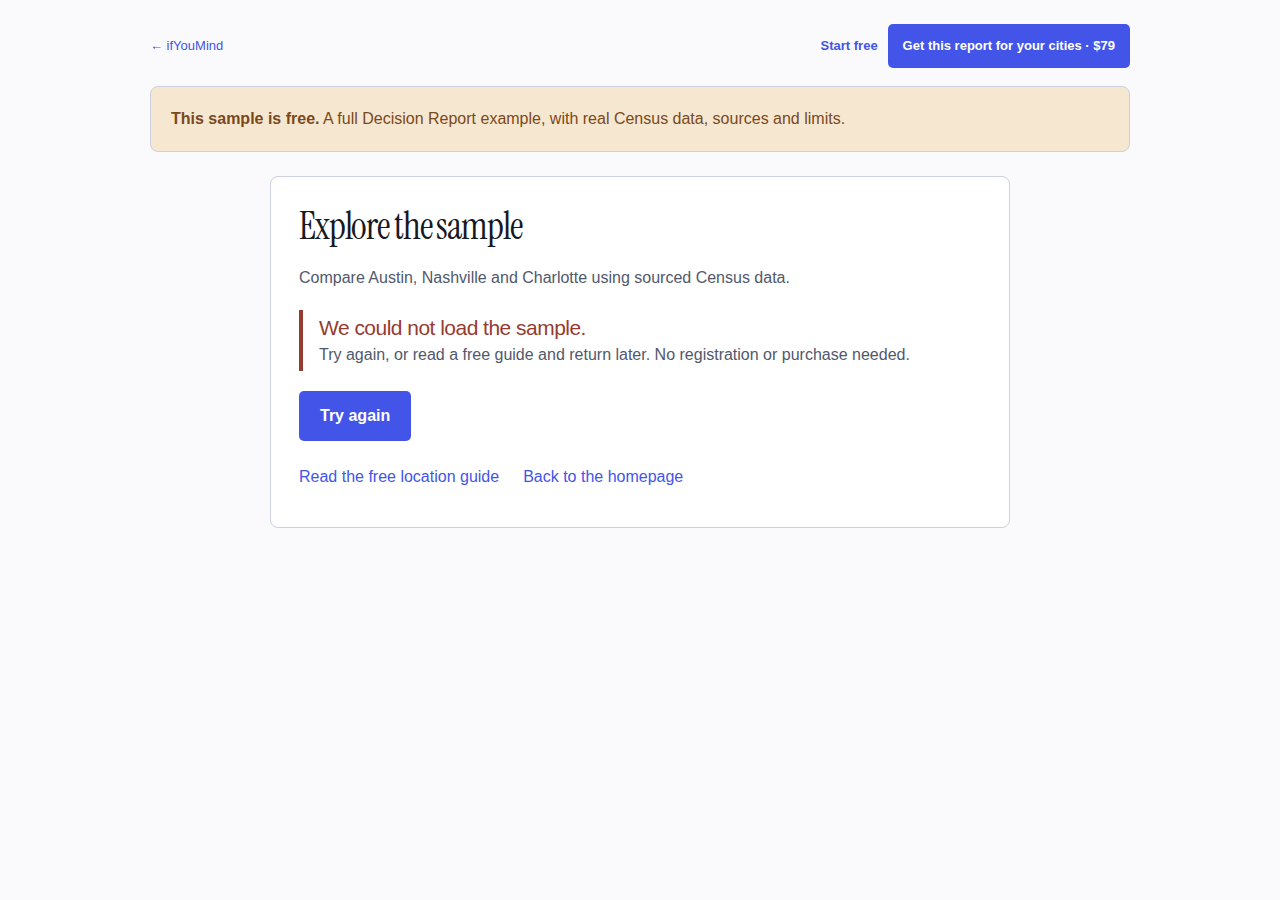 ← ifYouMind
Start free
Get this report for your cities · $79
This sample is free. A full Decision Report example, with real Census data, sources and limits.
Explore the sample
Compare Austin, Nashville and Charlotte using sourced Census data.
We could not load the sample.
Try again, or read a free guide and return later. No registration or purchase needed.
Try again
Read the free location guide
Back to the homepage